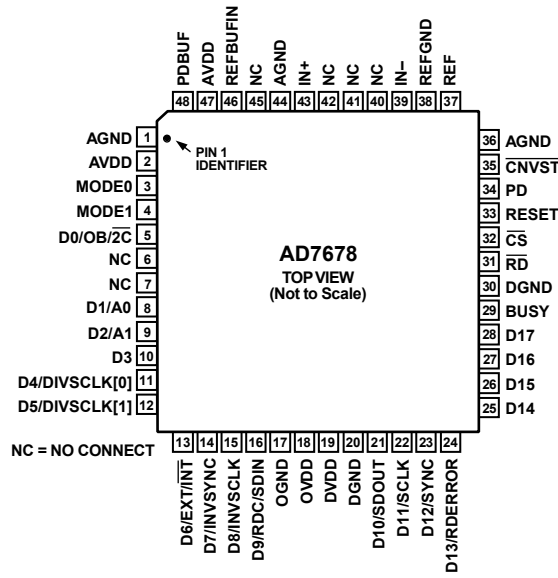 PDBUF
AVDD
REFBUFIN
NC
AGND
IN+
NC
NC
NC
IN–
REFGND
REF
48 47 46 45 44 43 42 41 40 39 38 37
AGND 1
AVDD 2
MODE0 3
MODE1 4
D0/OB/2C 5
NC 6
NC 7
D1/A0 8
D2/A1 9
D3 10
D4/DIVSCLK[0] 11
D5/DIVSCLK[1] 12
PIN 1
IDENTIFIER
AD7678
TOP VIEW
(Not to Scale)
36 AGND
35 CNVST
34 PD
33 RESET
32 CS
31 RD
30 DGND
29 BUSY
28 D17
27 D16
26 D15
25 D14
NC = NO CONNECT
13 14 15 16 17 18 19 20 21 22 23 24
D6/EXT/INT
D7/INVSYNC
D8/INVSCLK
D9/RDC/SDIN
OGND
OVDD
DVDD
DGND
D10/SDOUT
D11/SCLK
D12/SYNC
D13/RDERROR